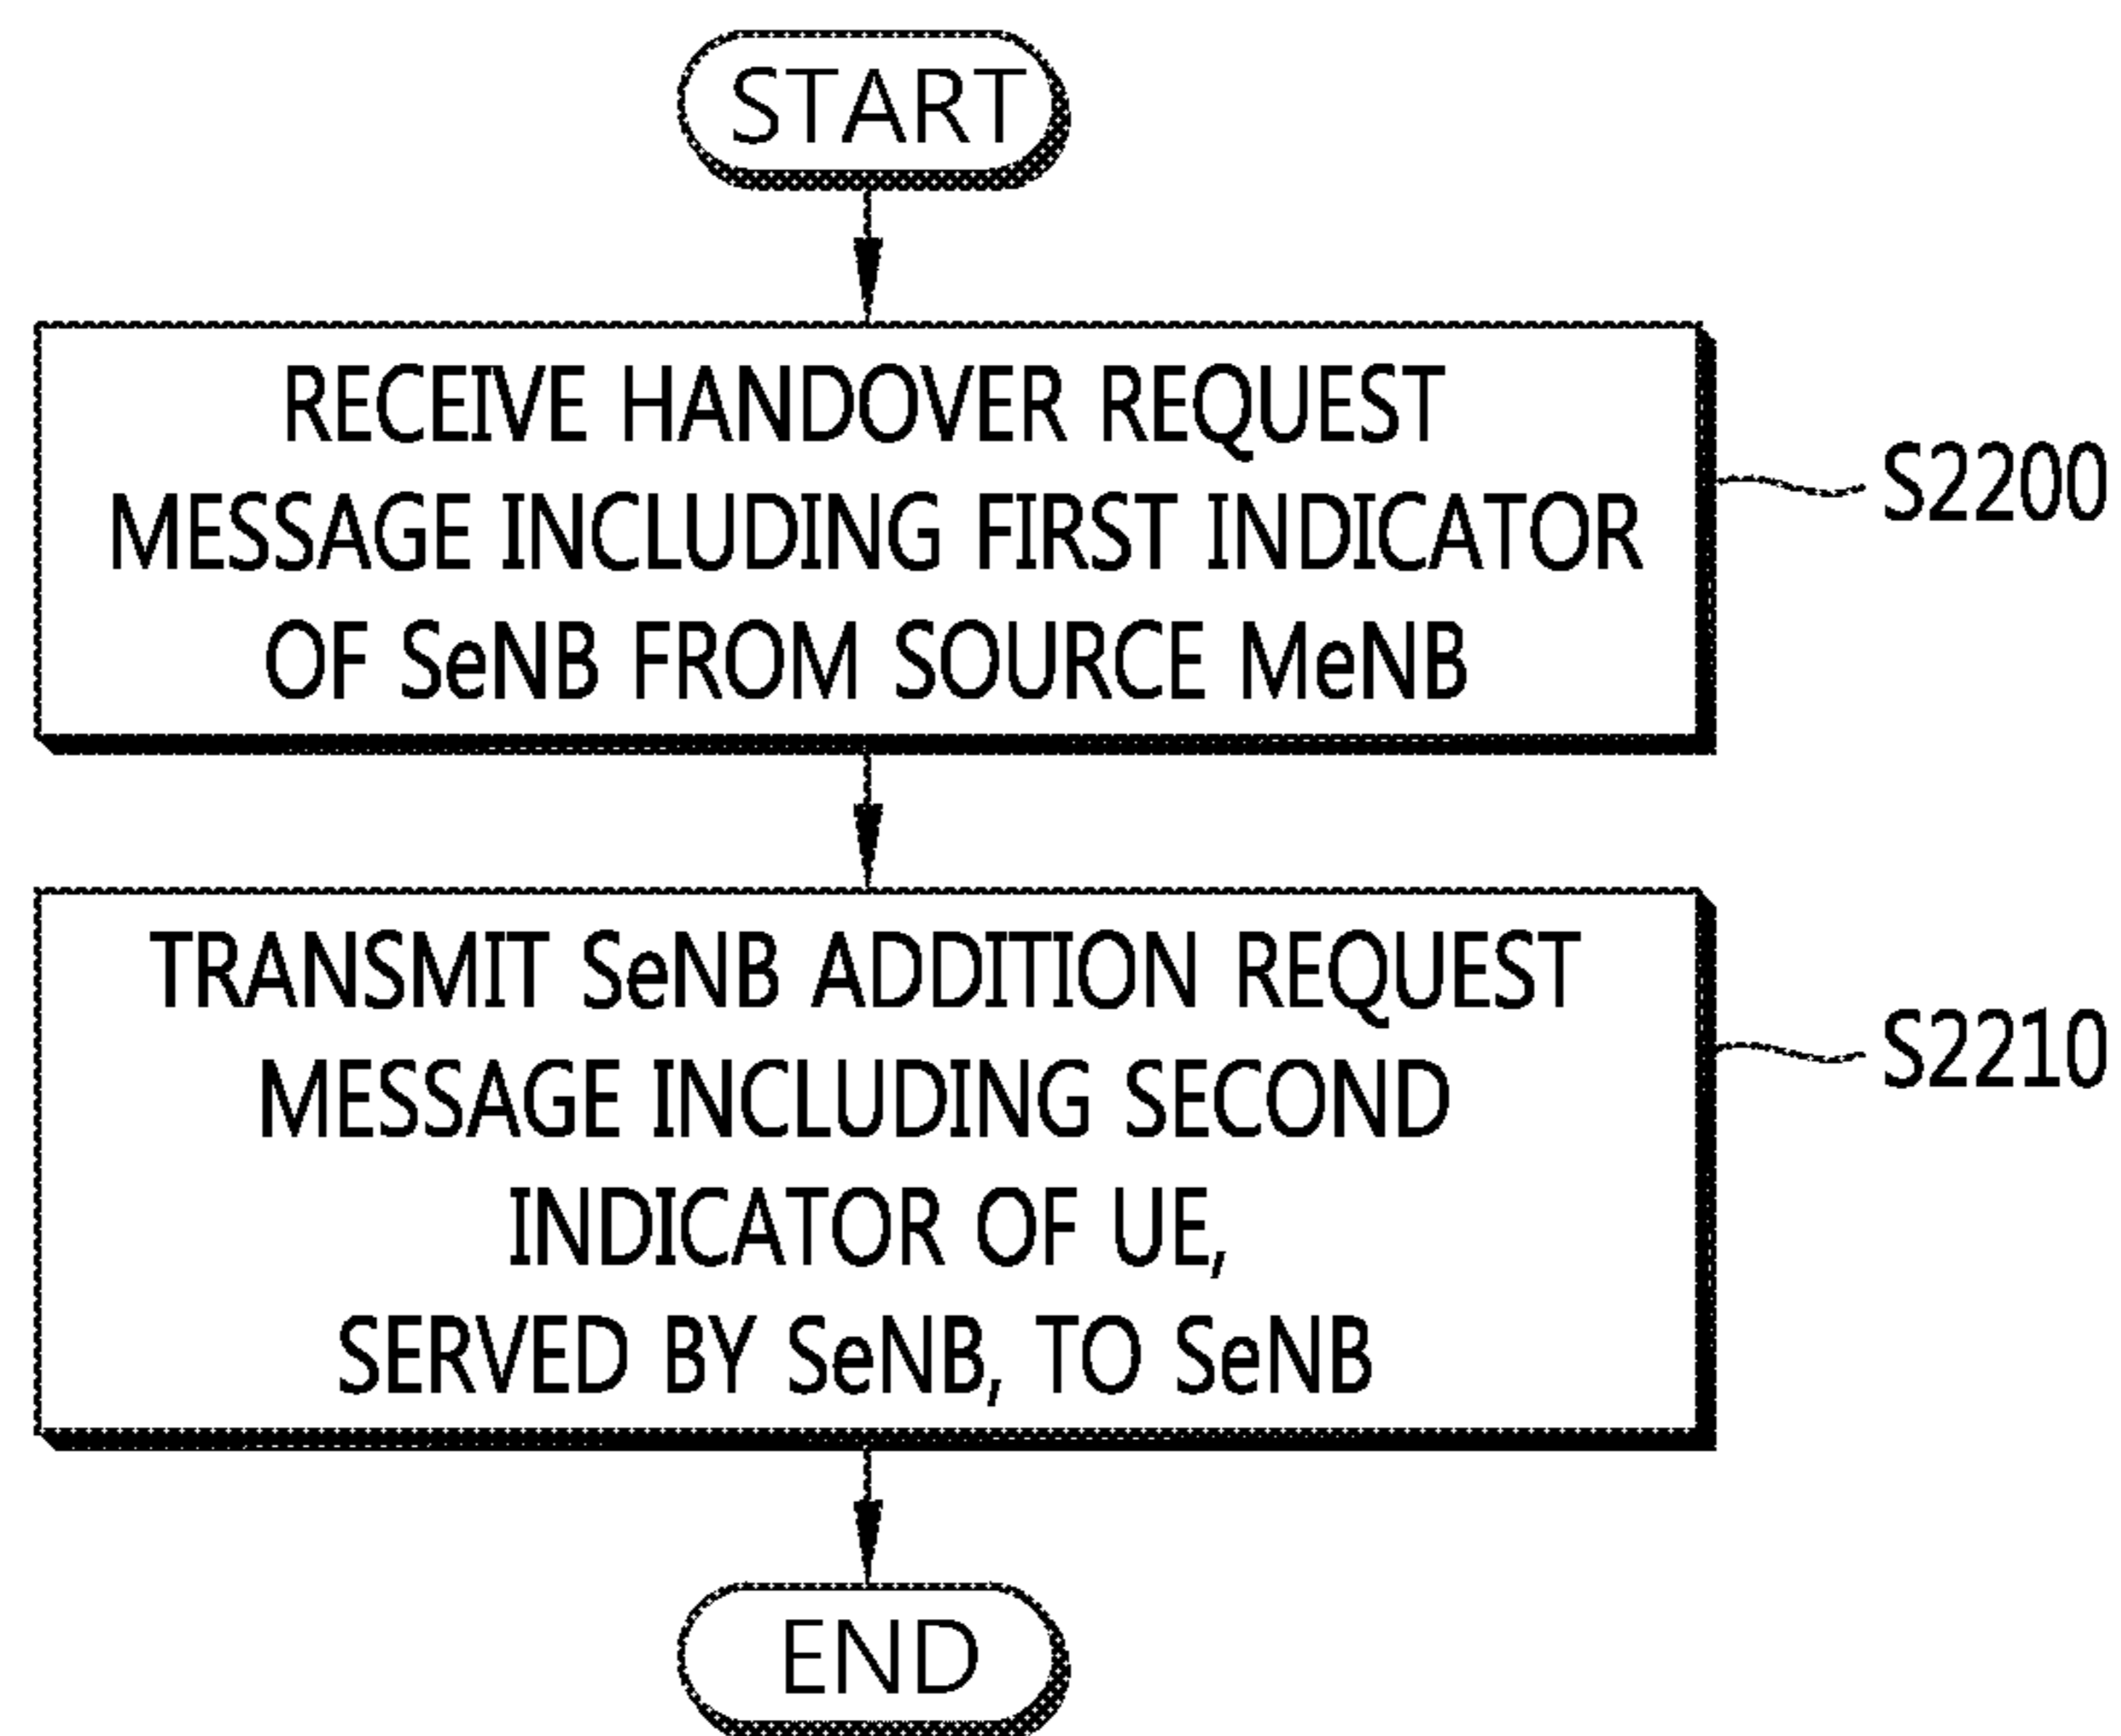 START
RECEIVE HANDOVER REQUEST
MESSAGE INCLUDING FIRST INDICATOR
OF SeNB FROM SOURCE MeNB
S2200
TRANSMIT SeNB ADDITION REQUEST
MESSAGE INCLUDING SECOND
INDICATOR OF UE,
SERVED BY SeNB, TO SeNB
S2210
END